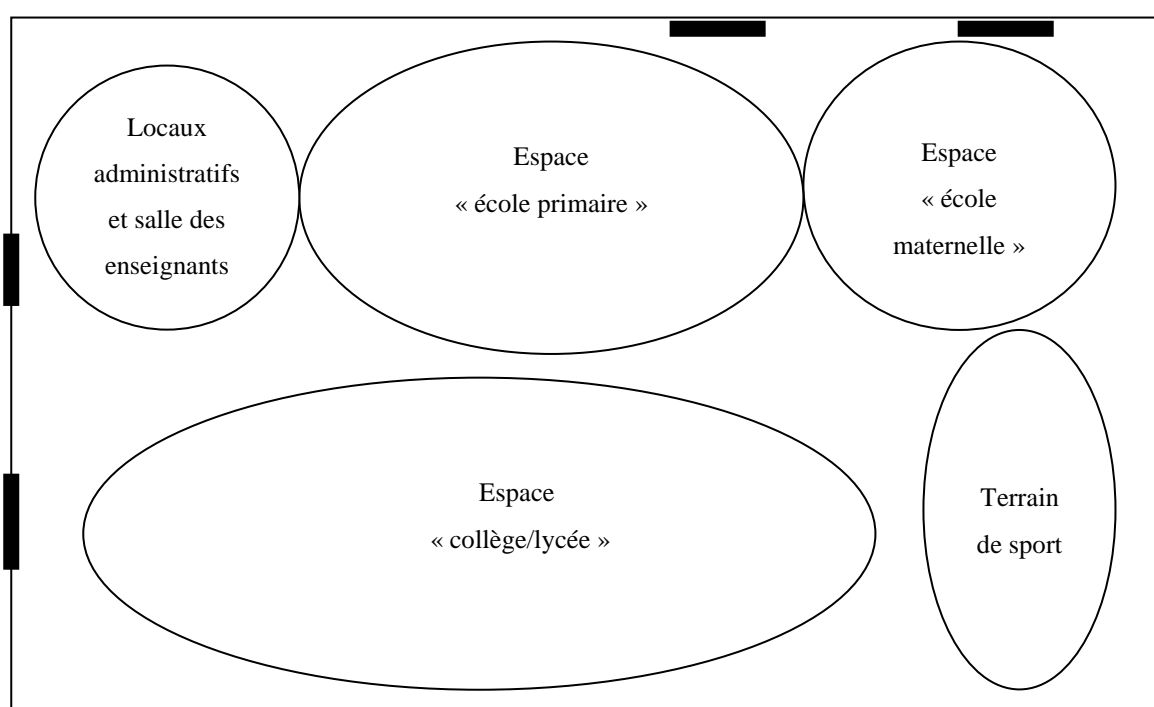 Locaux
administratifs
et salle des
enseignants
Espace
« école primaire »
Espace
« école
maternelle »
Espace
« collège/lycée »
Terrain
de sport